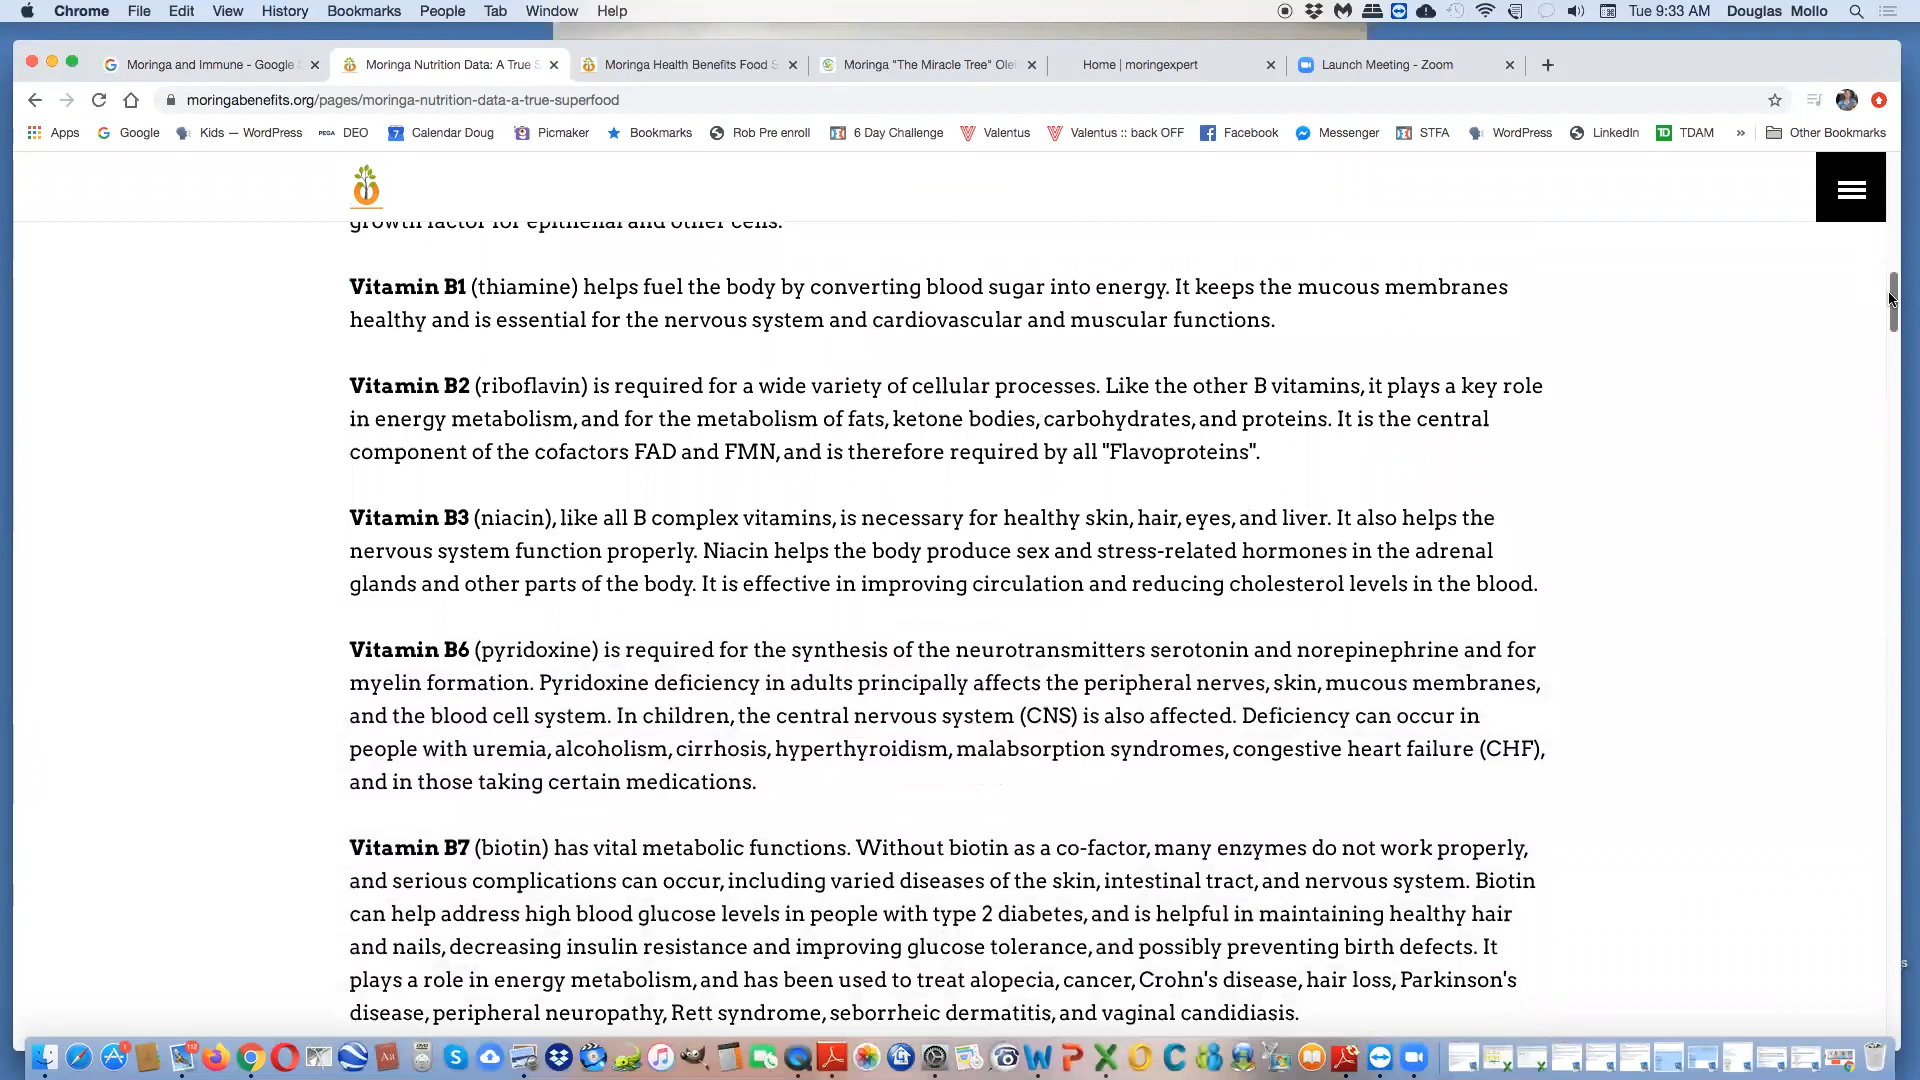 Chrome File Edit View History Bookmarks People Tab Window Help Tue 9:33 AM Douglas Mollo
Moringa and Immune - Google Moringa Nutrition Data: A True S Moringa Health Benefits Food S Moringa "The Miracle Tree" Olei Home | moringexpert Launch Meeting - Zoom
moringabenefits.org/pages/moringa-nutrition-data-a-true-superfood
Apps Google Kids — WordPress PEGA DEO 7 Calendar Doug Picmaker Bookmarks Rob Pre enroll 6 Day Challenge Valentus Valentus :: back OFF Facebook Messenger STFA WordPress LinkedIn TD TDAM » Other Bookmarks
growth factor for epithelial and other cells.
Vitamin B1 (thiamine) helps fuel the body by converting blood sugar into energy. It keeps the mucous membranes
healthy and is essential for the nervous system and cardiovascular and muscular functions.
Vitamin B2 (riboflavin) is required for a wide variety of cellular processes. Like the other B vitamins, it plays a key role
in energy metabolism, and for the metabolism of fats, ketone bodies, carbohydrates, and proteins. It is the central
component of the cofactors FAD and FMN, and is therefore required by all "Flavoproteins".
Vitamin B3 (niacin), like all B complex vitamins, is necessary for healthy skin, hair, eyes, and liver. It also helps the
nervous system function properly. Niacin helps the body produce sex and stress-related hormones in the adrenal
glands and other parts of the body. It is effective in improving circulation and reducing cholesterol levels in the blood.
Vitamin B6 (pyridoxine) is required for the synthesis of the neurotransmitters serotonin and norepinephrine and for
myelin formation. Pyridoxine deficiency in adults principally affects the peripheral nerves, skin, mucous membranes,
and the blood cell system. In children, the central nervous system (CNS) is also affected. Deficiency can occur in
people with uremia, alcoholism, cirrhosis, hyperthyroidism, malabsorption syndromes, congestive heart failure (CHF),
and in those taking certain medications.
Vitamin B7 (biotin) has vital metabolic functions. Without biotin as a co-factor, many enzymes do not work properly,
and serious complications can occur, including varied diseases of the skin, intestinal tract, and nervous system. Biotin
can help address high blood glucose levels in people with type 2 diabetes, and is helpful in maintaining healthy hair
and nails, decreasing insulin resistance and improving glucose tolerance, and possibly preventing birth defects. It
plays a role in energy metabolism, and has been used to treat alopecia, cancer, Crohn's disease, hair loss, Parkinson's
disease, peripheral neuropathy, Rett syndrome, seborrheic dermatitis, and vaginal candidiasis.